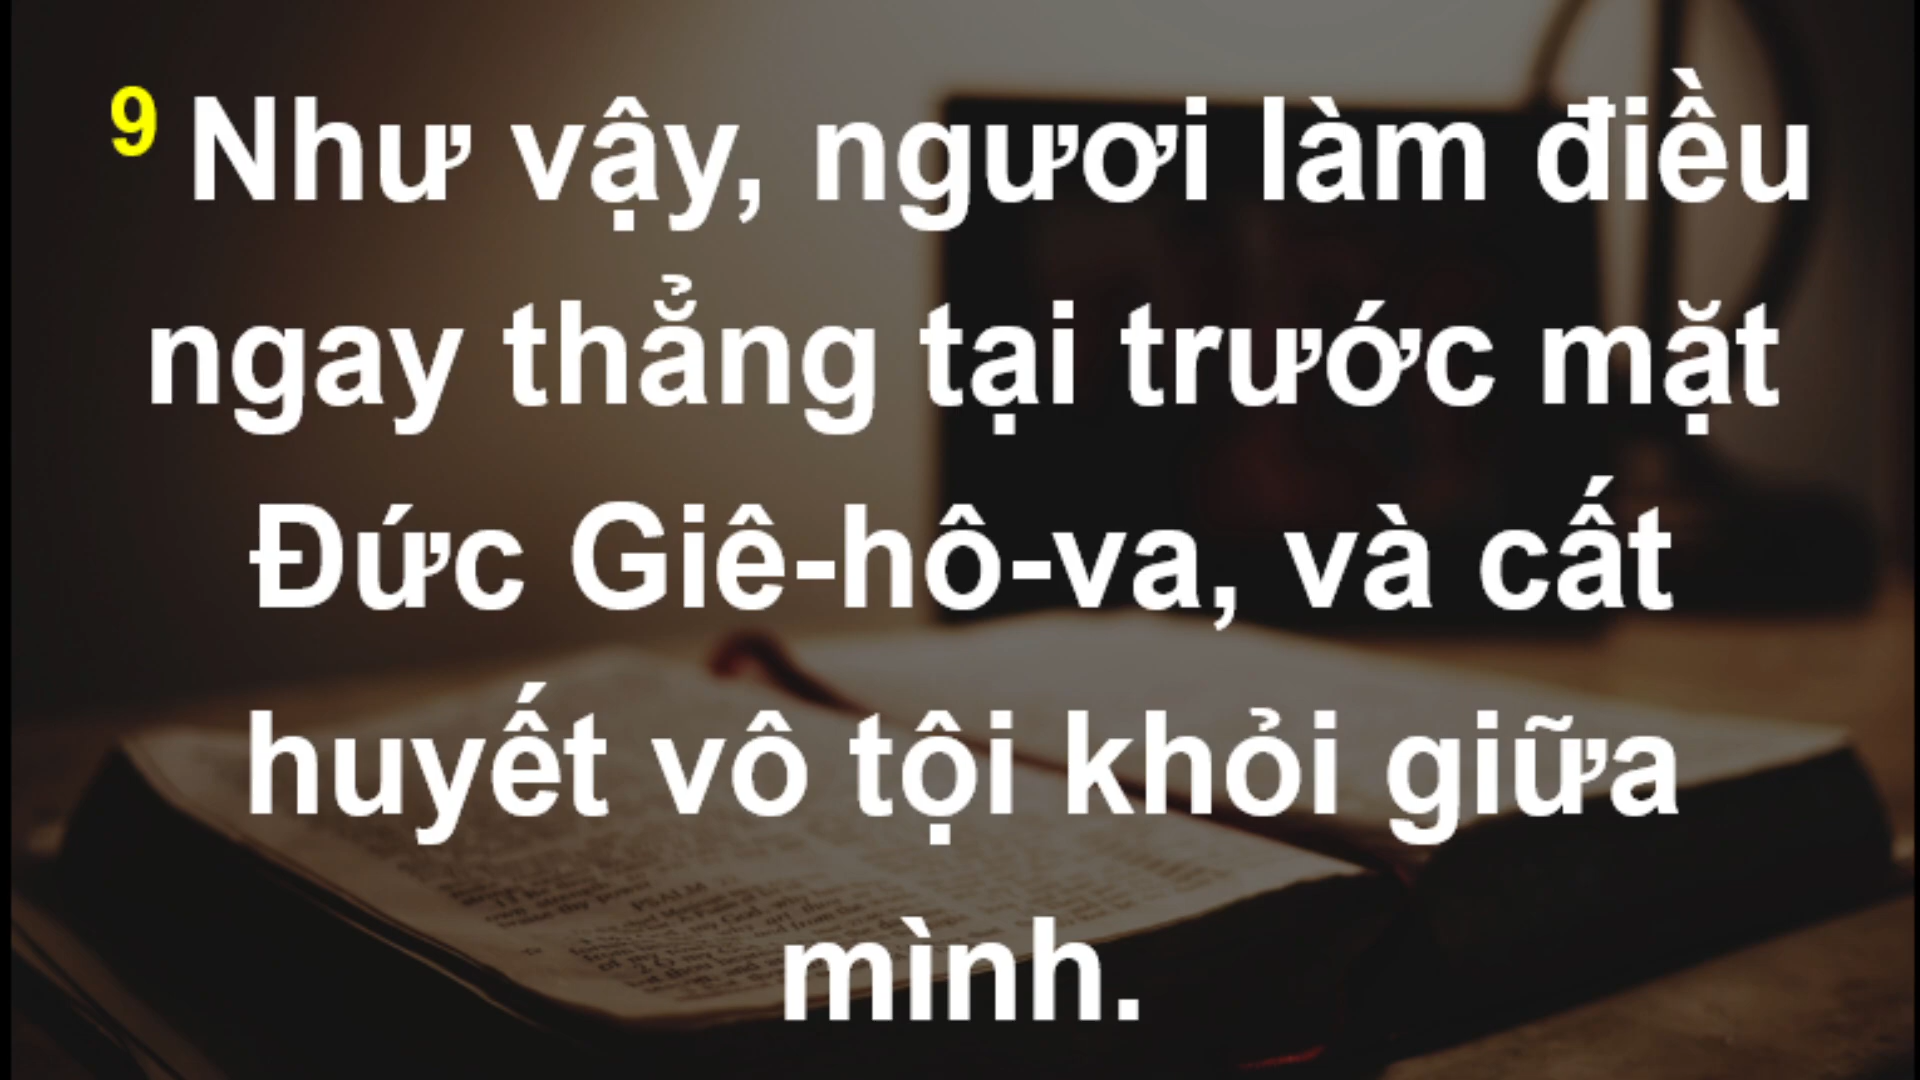 9 Như vậy, ngươi làm điều
ngay thẳng tại trước mặt
Đức Giê-hô-va, và cất
huyết vô tội khỏi giữa
mình.